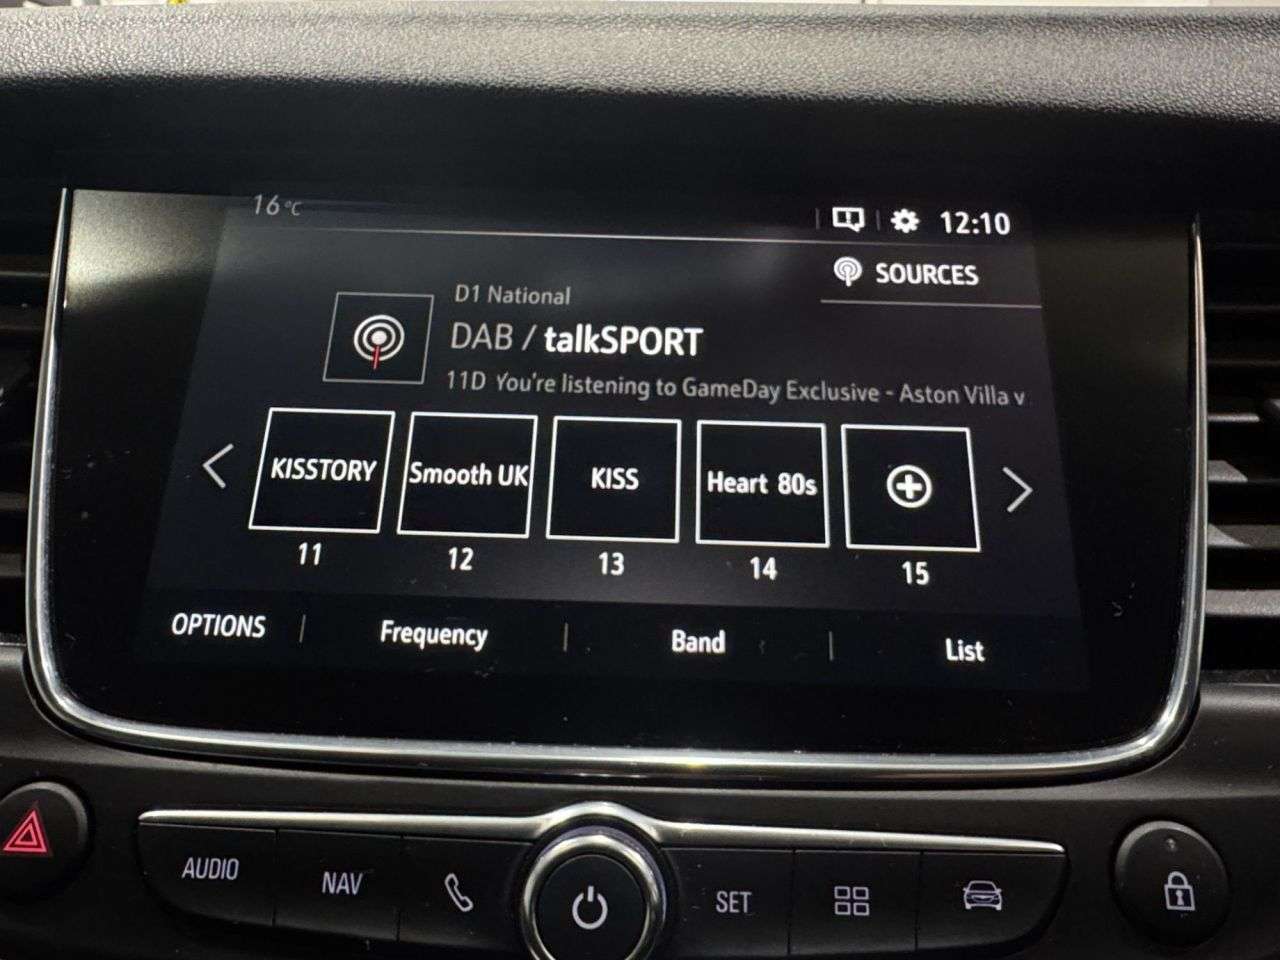 16°C
12:10
SOURCES
D1 National
DAB / talkSPORT
11D You're listening to GameDay Exclusive - Aston Villa v
KISSTORY
Smooth UK
KISS
Heart 80s
11
12
13
14
15
OPTIONS
Frequency
Band
List
AUDIO
NAV
SET